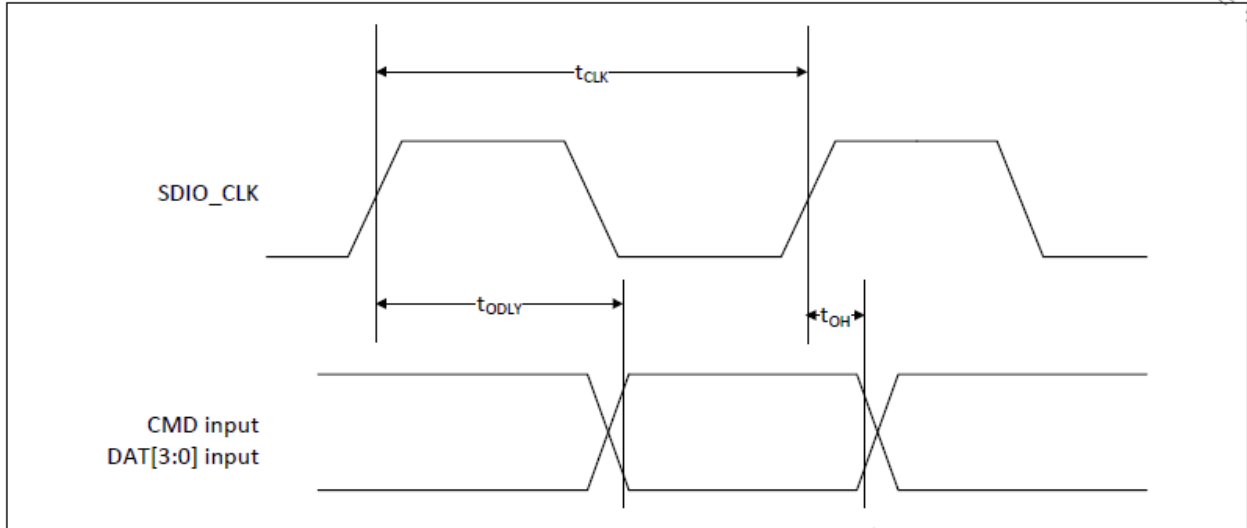 tCLK
SDIO_CLK
tODLY
tOH
CMD input
DAT[3:0] input